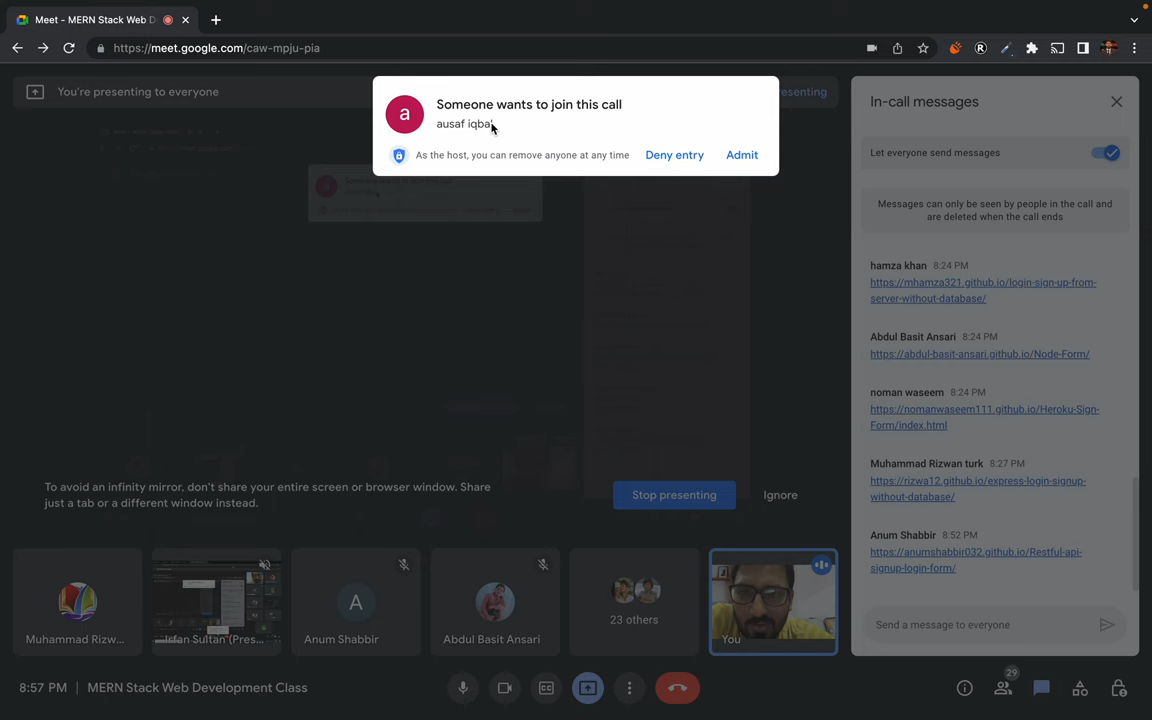 Meet - MERN Stack Web D
https://meet.google.com/caw-mpju-pia
You're presenting to everyone
Someone wants to join this call
a
ausaf iqbal
As the host, you can remove anyone at any time
Deny entry
Admit
In-call messages
Let everyone send messages
Messages can only be seen by people in the call and
are deleted when the call ends
hamza khan 8:24 PM
https://mhamza321.github.io/login-sign-up-from-
server-without-database/
Abdul Basit Ansari 8:24 PM
https://abdul-basit-ansari.github.io/Node-Form/
noman waseem 8:24 PM
https://nomanwaseem111.github.io/Heroku-Sign-
Form/index.html
Muhammad Rizwan turk 8:27 PM
https://rizwa12.github.io/express-login-signup-
without-database/
Anum Shabbir 8:52 PM
https://anumshabbir032.github.io/Restful-api-
signup-login-form/
Send a message to everyone
To avoid an infinity mirror, don't share your entire screen or browser window. Share
just a tab or a different window instead.
Stop presenting
Ignore
Muhammad Rizw...
Irfan Sultan (Pres...
A
Anum Shabbir
Abdul Basit Ansari
23 others
You
8:57 PM | MERN Stack Web Development Class
29